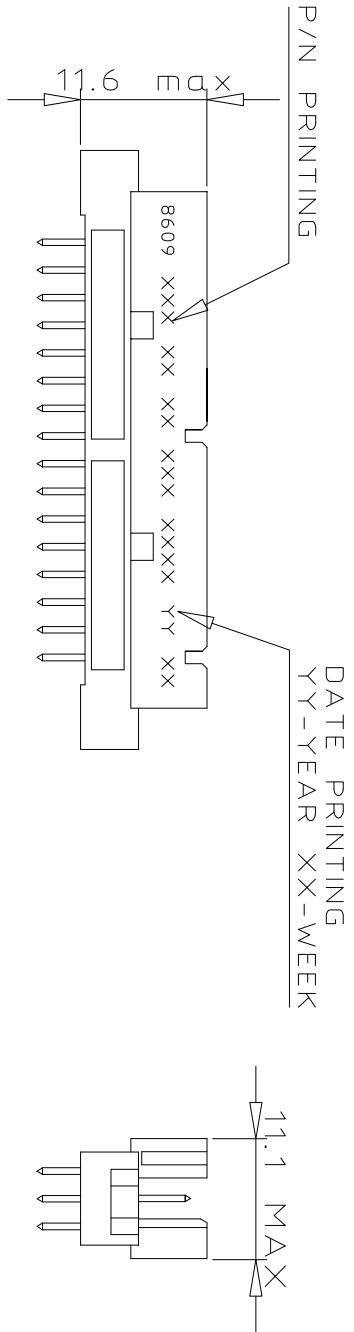 P/N PRINTING
DATE PRINTING
YY-YEAR XX-WEEK
11.6 max
8609 XXX XX XX XXX XXXX YY XX
11.1 MAX